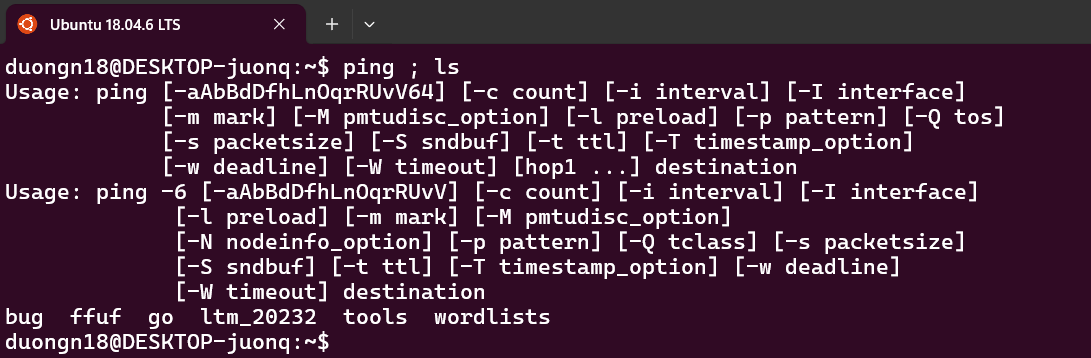 Ubuntu 18.04.6 LTS
duongn18@DESKTOP-juonq:~$ ping ; ls
Usage: ping [-aAbBdDfhLnOqrRUvV64] [-c count] [-i interval] [-I interface]
            [-m mark] [-M pmtudisc_option] [-l preload] [-p pattern] [-Q tos]
            [-s packetsize] [-S sndbuf] [-t ttl] [-T timestamp_option]
            [-w deadline] [-W timeout] [hop1 ...] destination
Usage: ping -6 [-aAbBdDfhLnOqrRUvV] [-c count] [-i interval] [-I interface]
             [-l preload] [-m mark] [-M pmtudisc_option]
             [-N nodeinfo_option] [-p pattern] [-Q tclass] [-s packetsize]
             [-S sndbuf] [-t ttl] [-T timestamp_option] [-w deadline]
             [-W timeout] destination
bug  ffuf  go  ltm_20232  tools  wordlists
duongn18@DESKTOP-juonq:~$